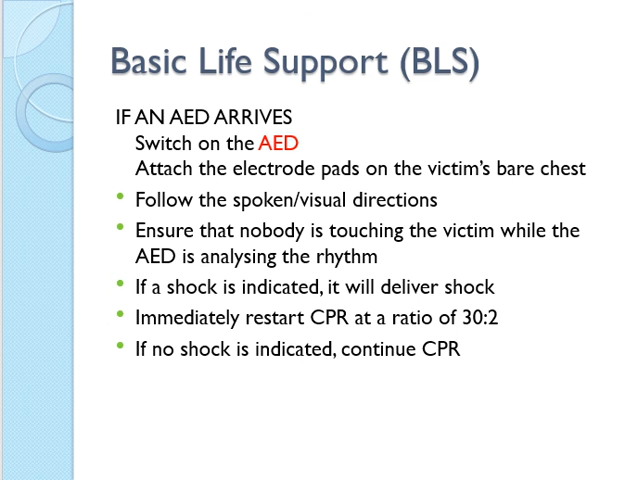 Basic Life Support (BLS)
IF AN AED ARRIVES
Switch on the AED
Attach the electrode pads on the victim's bare chest
• Follow the spoken/visual directions
• Ensure that nobody is touching the victim while the
AED is analysing the rhythm
• If a shock is indicated, it will deliver shock
• Immediately restart CPR at a ratio of 30:2
• If no shock is indicated, continue CPR